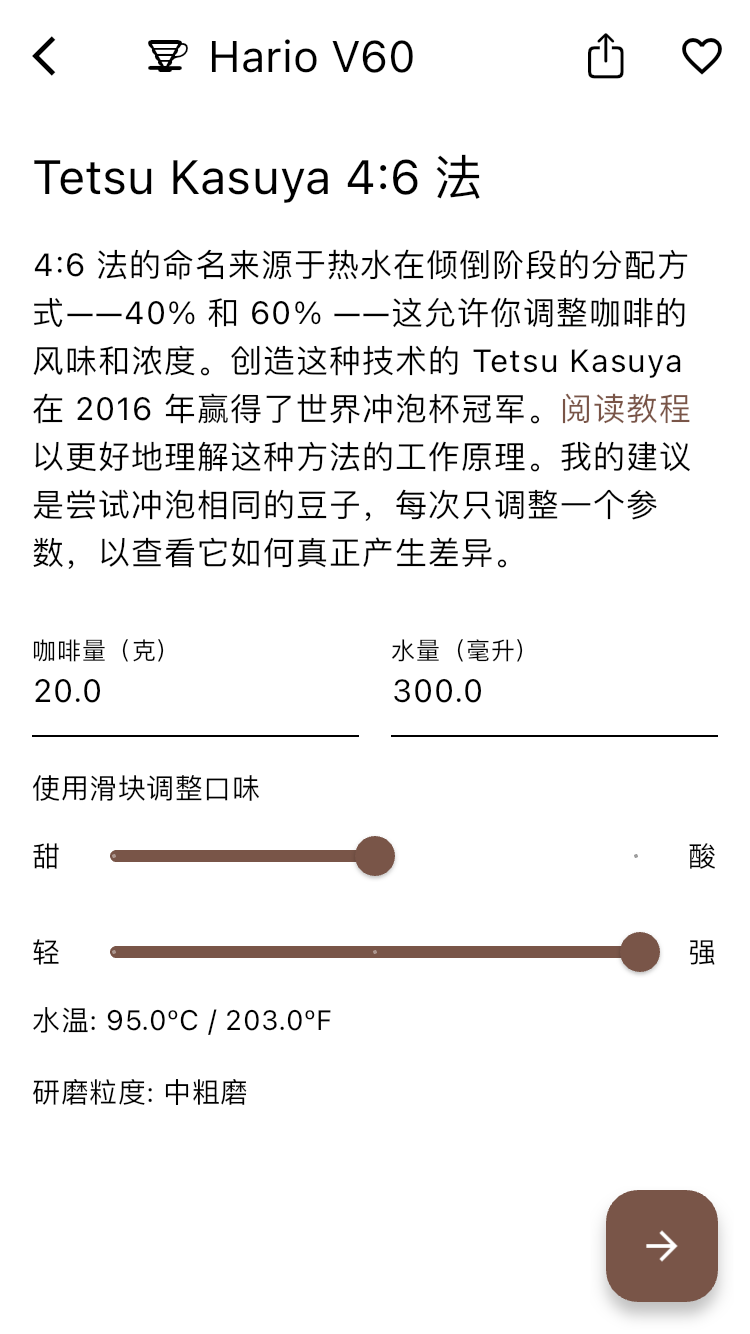 Hario V60
Tetsu Kasuya 4:6 法
4:6 法的命名来源于热水在倾倒阶段的分配方
式——40% 和 60% ——这允许你调整咖啡的
风味和浓度。创造这种技术的 Tetsu Kasuya
在 2016 年赢得了世界冲泡杯冠军。阅读教程
以更好地理解这种方法的工作原理。我的建议
是尝试冲泡相同的豆子，每次只调整一个参
数，以查看它如何真正产生差异。
咖啡量（克） 水量（毫升）
20.0 300.0
使用滑块调整口味
甜 酸
轻 强
水温: 95.0ºC / 203.0ºF
研磨粒度: 中粗磨